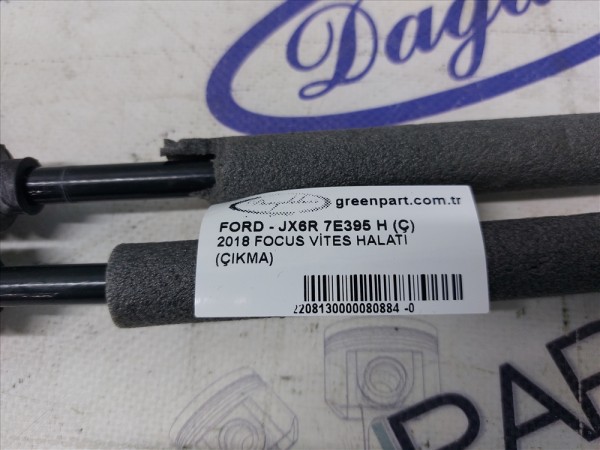 greenpart.com.tr
FORD - JX6R 7E395 H (Ç)
2018 FOCUS VİTES HALATI
(ÇIKMA)
2208130000080884 -0